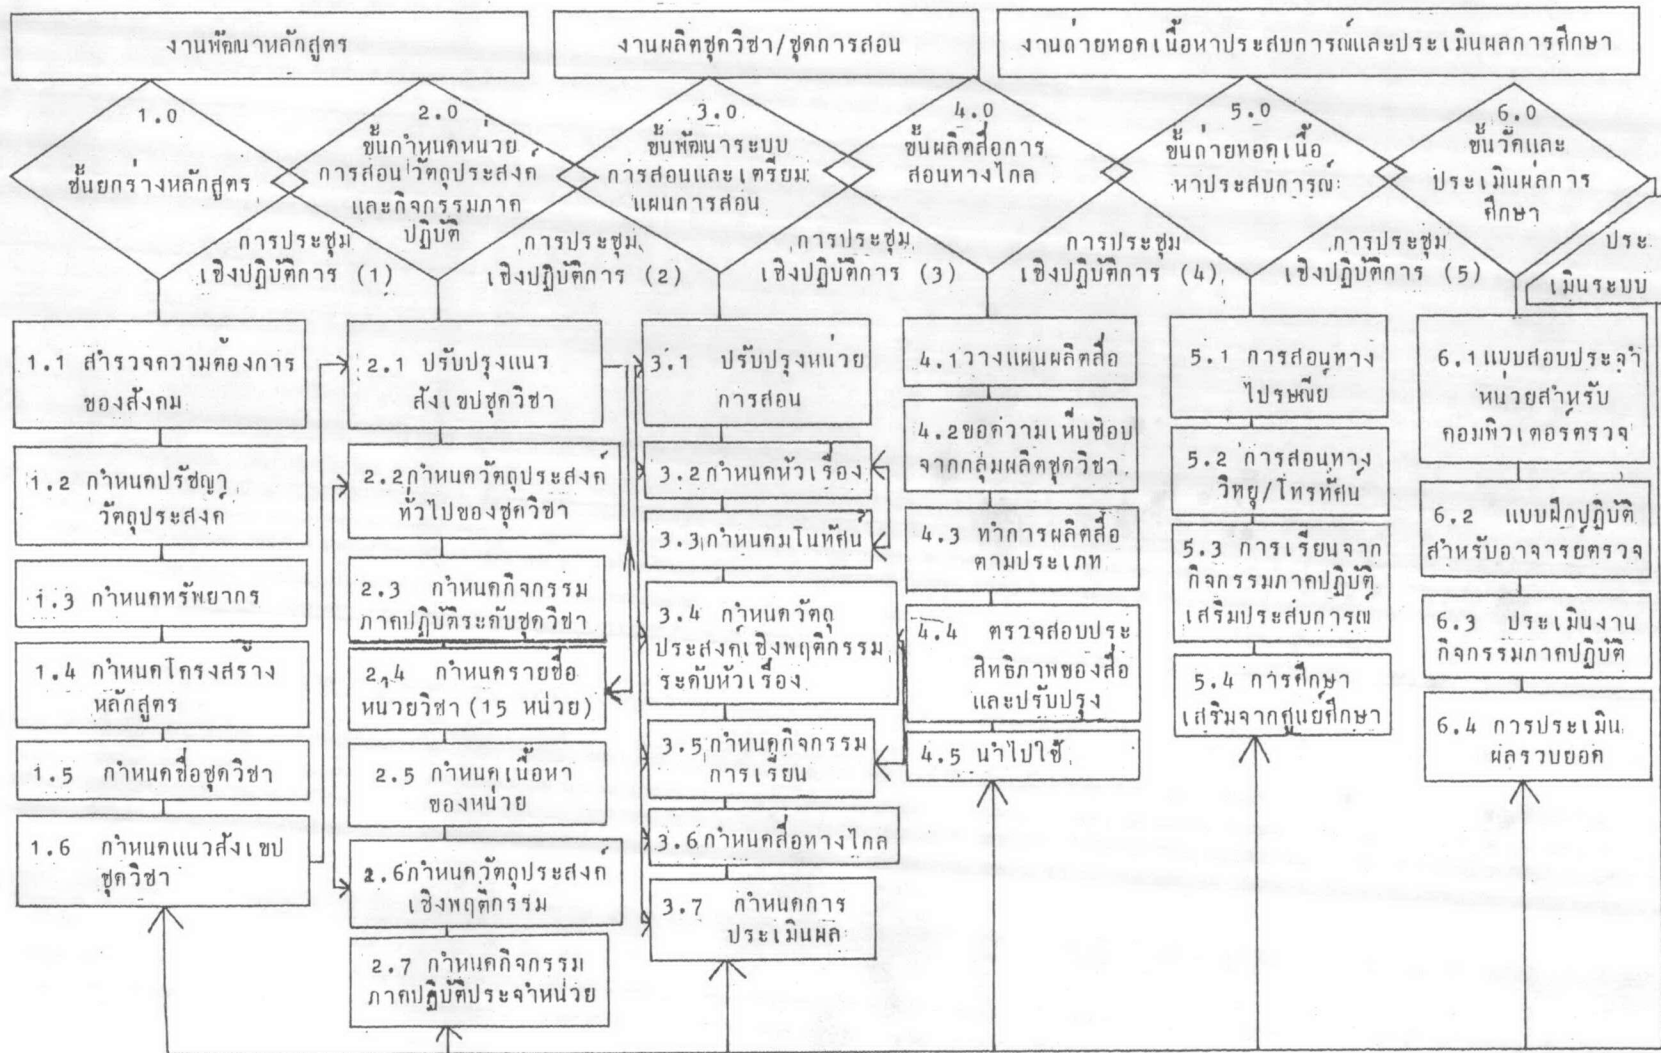 งานพัฒนาหลักสูตร
งานผลิตชุดวิชา/ชุดการสอน
งานถ่ายทอดเนื้อหาประสบการณ์และประเมินผลการศึกษา
1.0
ขั้นยกร่างหลักสูตร
2.0
ขั้นกำหนดหน่วย
การสอน วัตถุประสงค์
และกิจกรรมภาค
ปฏิบัติ
3.0
ขั้นพัฒนาระบบ
การสอนและเตรียม
แผนการสอน
4.0
ขั้นผลิตสื่อการ
สอนทางไกล
5.0
ขั้นถ่ายทอดเนื้อ
หาประสบการณ์
6.0
ขั้นวัดและ
ประเมินผลการ
ศึกษา
การประชุม
เชิงปฏิบัติการ (1)
การประชุม
เชิงปฏิบัติการ (2)
การประชุม
เชิงปฏิบัติการ (3)
การประชุม
เชิงปฏิบัติการ (4)
การประชุม
เชิงปฏิบัติการ (5)
ประ
เมินระบบ
1.1 สำรวจความต้องการ
ของสังคม
1.2 กำหนดปรัชญา
วัตถุประสงค์
1.3 กำหนดทรัพยากร
1.4 กำหนดโครงสร้าง
หลักสูตร
1.5 กำหนดชื่อชุดวิชา
1.6 กำหนดแนวสังเขป
ชุดวิชา
2.1 ปรับปรุงแนว
สังเขปชุดวิชา
2.2กำหนดวัตถุประสงค์
ทั่วไปของชุดวิชา
2.3 กำหนดกิจกรรม
ภาคปฏิบัติระดับชุดวิชา
2.4 กำหนดรายชื่อ
หน่วยวิชา (15 หน่วย)
2.5 กำหนดเนื้อหา
ของหน่วย
2.6กำหนดวัตถุประสงค์
เชิงพฤติกรรม
2.7 กำหนดกิจกรรม
ภาคปฏิบัติประจำหน่วย
3.1 ปรับปรุงหน่วย
การสอน
3.2กำหนดหัวเรื่อง
3.3กำหนดมโนทัศน์
3.4 กำหนดวัตถุ
ประสงค์เชิงพฤติกรรม
ระดับหัวเรื่อง
3.5กำหนดกิจกรรม
การเรียน
3.6กำหนดสื่อทางไกล
3.7 กำหนดการ
ประเมินผล
4.1วางแผนผลิตสื่อ
4.2ขอความเห็นชอบ
จากกลุ่มผลิตชุดวิชา
4.3 ทำการผลิตสื่อ
ตามประเภท
4.4 ตรวจสอบประ
สิทธิภาพของสื่อ
และปรับปรุง
4.5 นำไปใช้
5.1 การสอนทาง
ไปรษณีย์
5.2 การสอนทาง
วิทยุ/โทรทัศน์
5.3 การเรียนจาก
กิจกรรมภาคปฏิบัติ
เสริมประสบการณ์
5.4 การศึกษา
เสริมจากศูนย์ศึกษา
6.1แบบสอบประจำ
หน่วยสำหรับ
คอมพิวเตอร์ตรวจ
6.2 แบบฝึกปฏิบัติ
สำหรับอาจารย์ตรวจ
6.3 ประเมินงาน
กิจกรรมภาคปฏิบัติ
6.4 การประเมิน
ผลรวบยอด